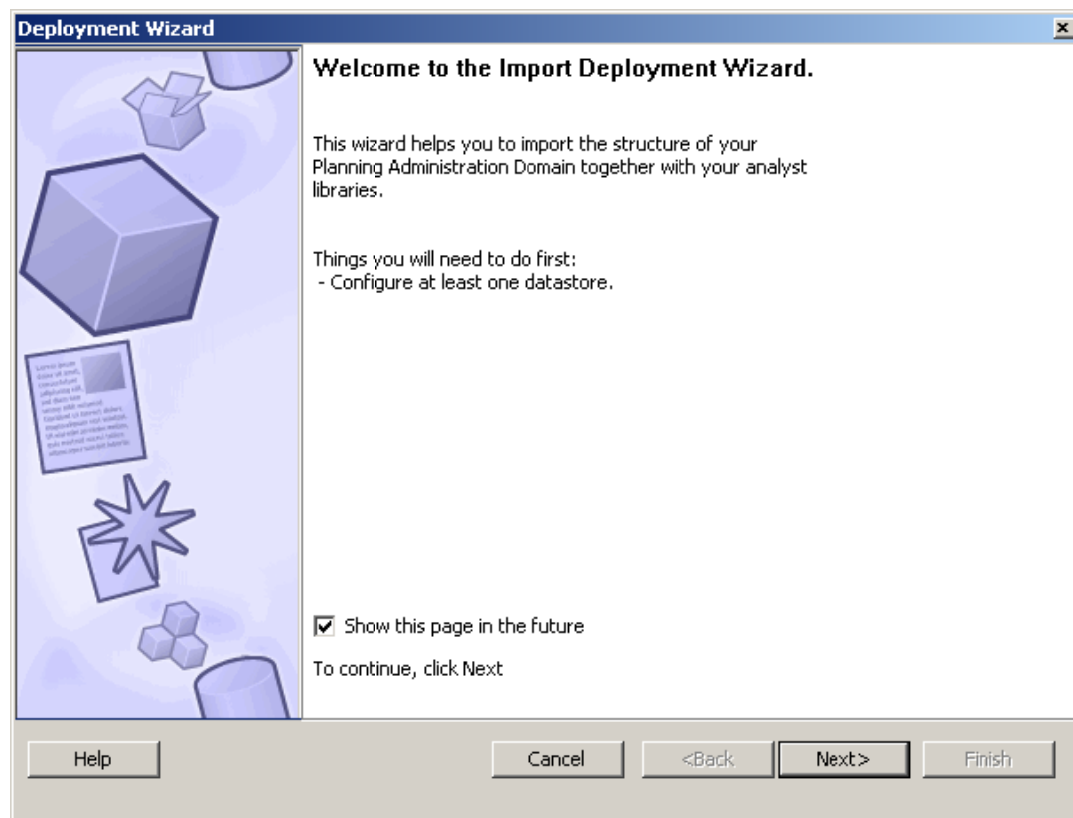 Deployment Wizard
Welcome to the Import Deployment Wizard.
This wizard helps you to import the structure of your
Planning Administration Domain together with your analyst
libraries.
Things you will need to do first:
- Configure at least one datastore.
Show this page in the future
To continue, click Next
Help
Cancel
<Back
Next>
Finish